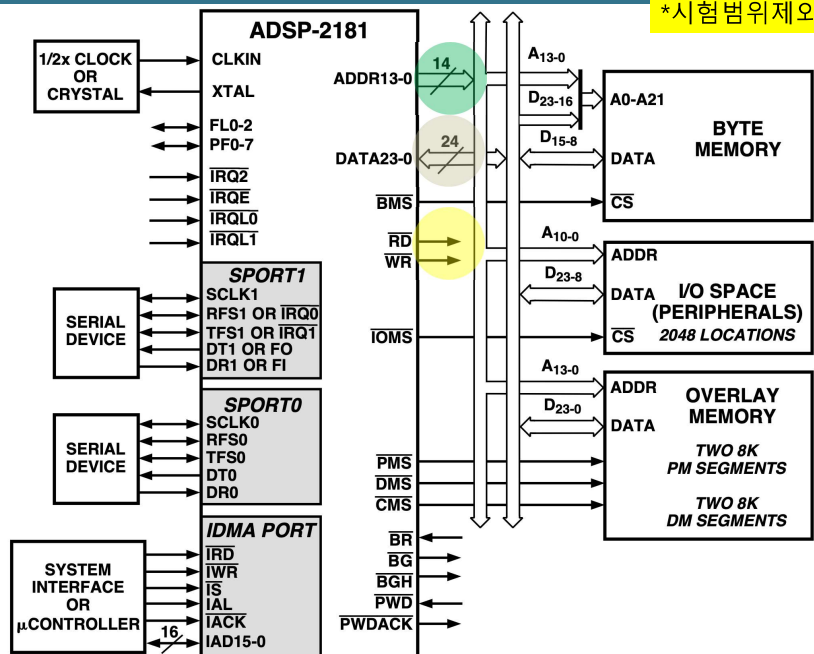 *시험범위제외
ADSP-2181
1/2x CLOCK
OR
CRYSTAL
CLKIN
XTAL
FL0-2
PF0-7
IRQ2
IRQE
IRQL0
IRQL1
SPORT1
SCLK1
RFS1 OR IRQ0
TFS1 OR IRQ1
DT1 OR FO
DR1 OR FI
SERIAL
DEVICE
SPORT0
SCLK0
RFS0
TFS0
DT0
DR0
SERIAL
DEVICE
IDMA PORT
IRD
IWR
IS
IAL
IACK
IAD15-0
16
SYSTEM
INTERFACE
OR
µCONTROLLER
ADDR13-0
14
DATA23-0
24
BMS
RD
WR
IOMS
PMS
DMS
CMS
BR
BG
BGH
PWD
PWDACK
A13-0
D23-16
D15-8
A0-A21
DATA
CS
BYTE
MEMORY
A10-0
D23-8
ADDR
DATA
CS
I/O SPACE
(PERIPHERALS)
2048 LOCATIONS
A13-0
D23-0
ADDR
DATA
OVERLAY
MEMORY
TWO 8K
PM SEGMENTS
TWO 8K
DM SEGMENTS